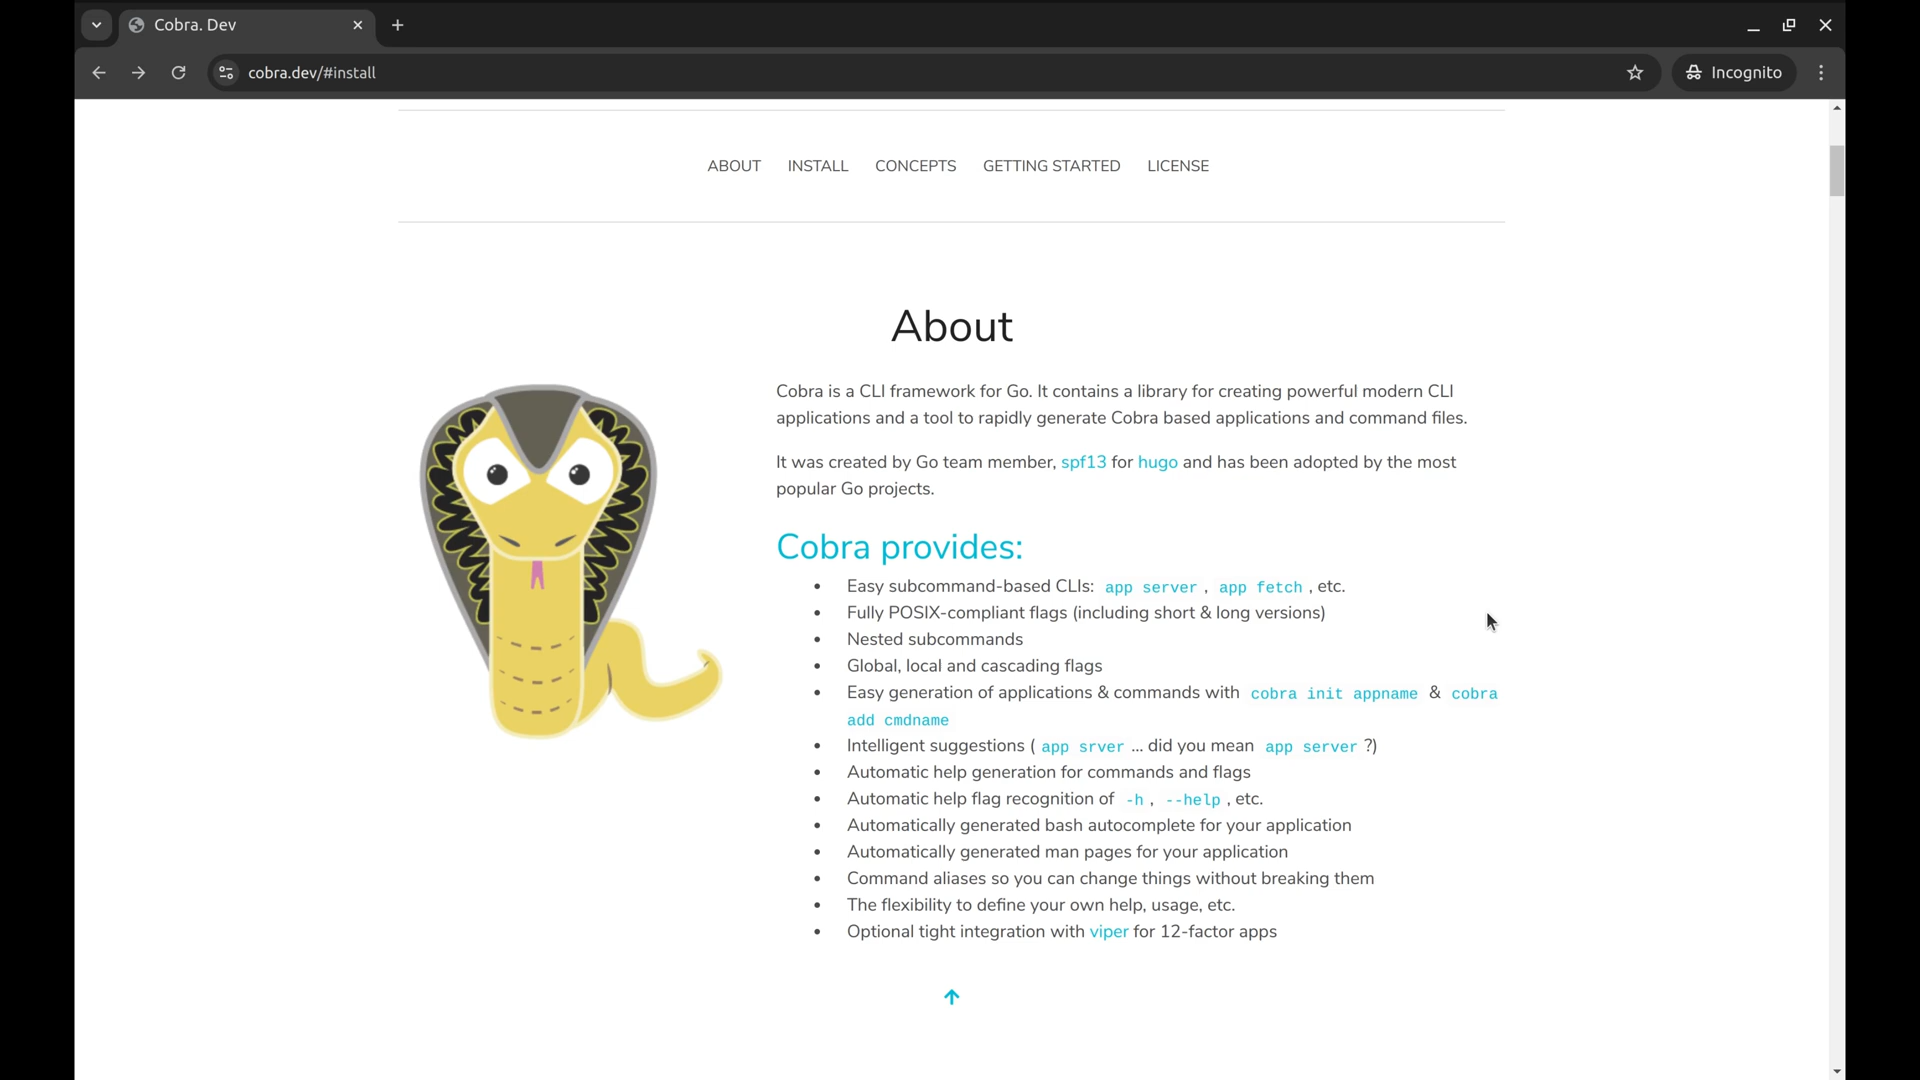 Cobra. Dev
cobra.dev/#install
Incognito
ABOUT INSTALL CONCEPTS GETTING STARTED LICENSE
About
Cobra is a CLI framework for Go. It contains a library for creating powerful modern CLI
applications and a tool to rapidly generate Cobra based applications and command files.
It was created by Go team member, spf13 for hugo and has been adopted by the most
popular Go projects.
Cobra provides:
• Easy subcommand-based CLIs: app server , app fetch , etc.
• Fully POSIX-compliant flags (including short & long versions)
• Nested subcommands
• Global, local and cascading flags
• Easy generation of applications & commands with cobra init appname & cobra
add cmdname
• Intelligent suggestions ( app srver ... did you mean app server ?)
• Automatic help generation for commands and flags
• Automatic help flag recognition of -h , --help , etc.
• Automatically generated bash autocomplete for your application
• Automatically generated man pages for your application
• Command aliases so you can change things without breaking them
• The flexibility to define your own help, usage, etc.
• Optional tight integration with viper for 12-factor apps